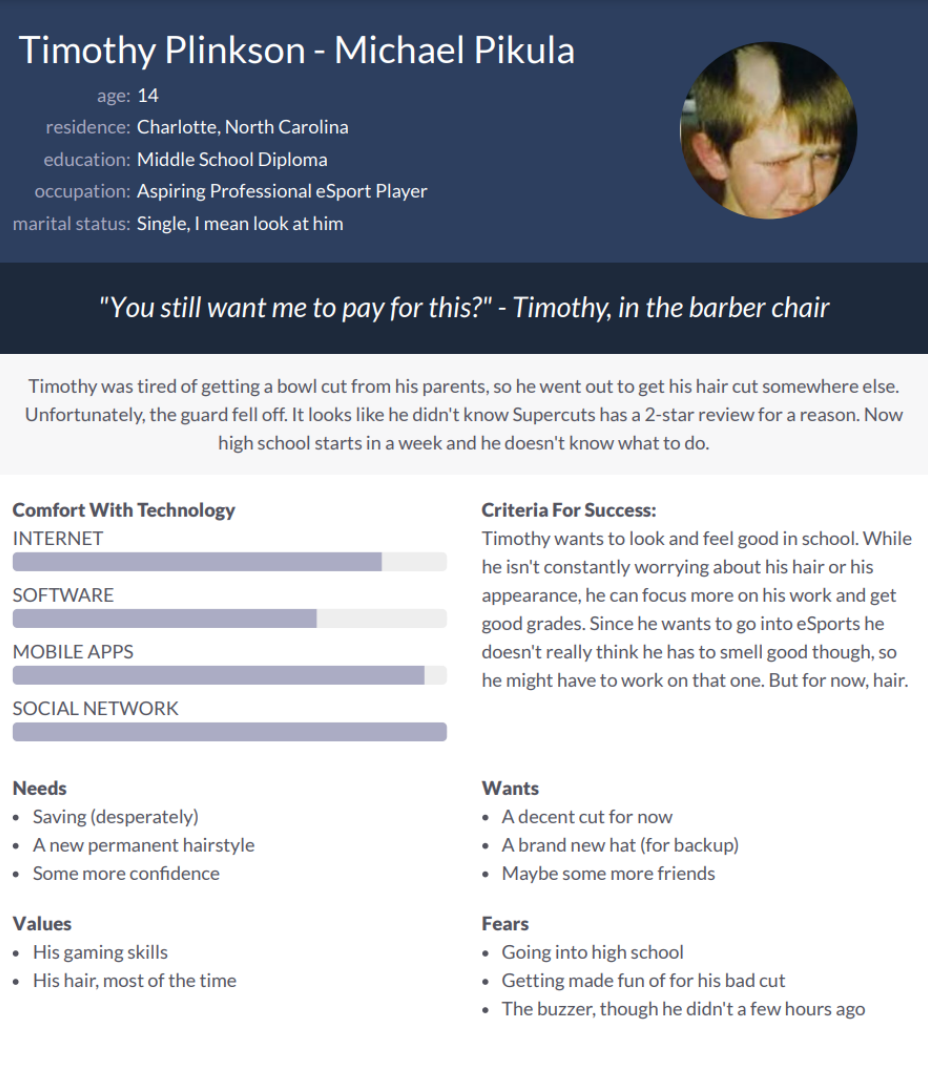 Timothy Plinkson - Michael Pikula
age: 14
residence: Charlotte, North Carolina
education: Middle School Diploma
occupation: Aspiring Professional eSport Player
marital status: Single, I mean look at him
"You still want me to pay for this?" - Timothy, in the barber chair
Timothy was tired of getting a bowl cut from his parents, so he went out to get his hair cut somewhere else.
Unfortunately, the guard fell off. It looks like he didn't know Supercuts has a 2-star review for a reason. Now
high school starts in a week and he doesn't know what to do.
Comfort With Technology
INTERNET
SOFTWARE
MOBILE APPS
SOCIAL NETWORK
Criteria For Success:
Timothy wants to look and feel good in school. While
he isn't constantly worrying about his hair or his
appearance, he can focus more on his work and get
good grades. Since he wants to go into eSports he
doesn't really think he has to smell good though, so
he might have to work on that one. But for now, hair.
Needs
• Saving (desperately)
• A new permanent hairstyle
• Some more confidence
Wants
• A decent cut for now
• A brand new hat (for backup)
• Maybe some more friends
Values
• His gaming skills
• His hair, most of the time
Fears
• Going into high school
• Getting made fun of for his bad cut
• The buzzer, though he didn't a few hours ago